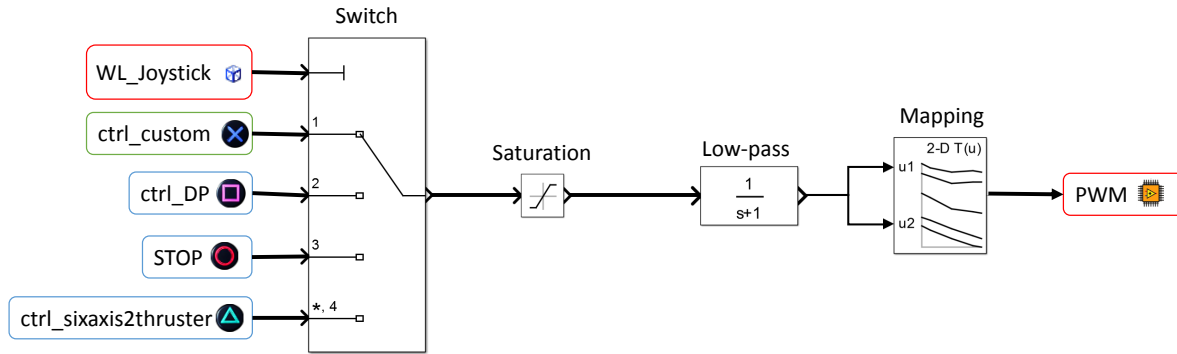 Switch
WL_Joystick
ctrl_custom
1
ctrl_DP
2
STOP
3
ctrl_sixaxis2thruster
*, 4
Saturation
Low-pass
1
s+1
Mapping
2-D T(u)
u1
u2
PWM